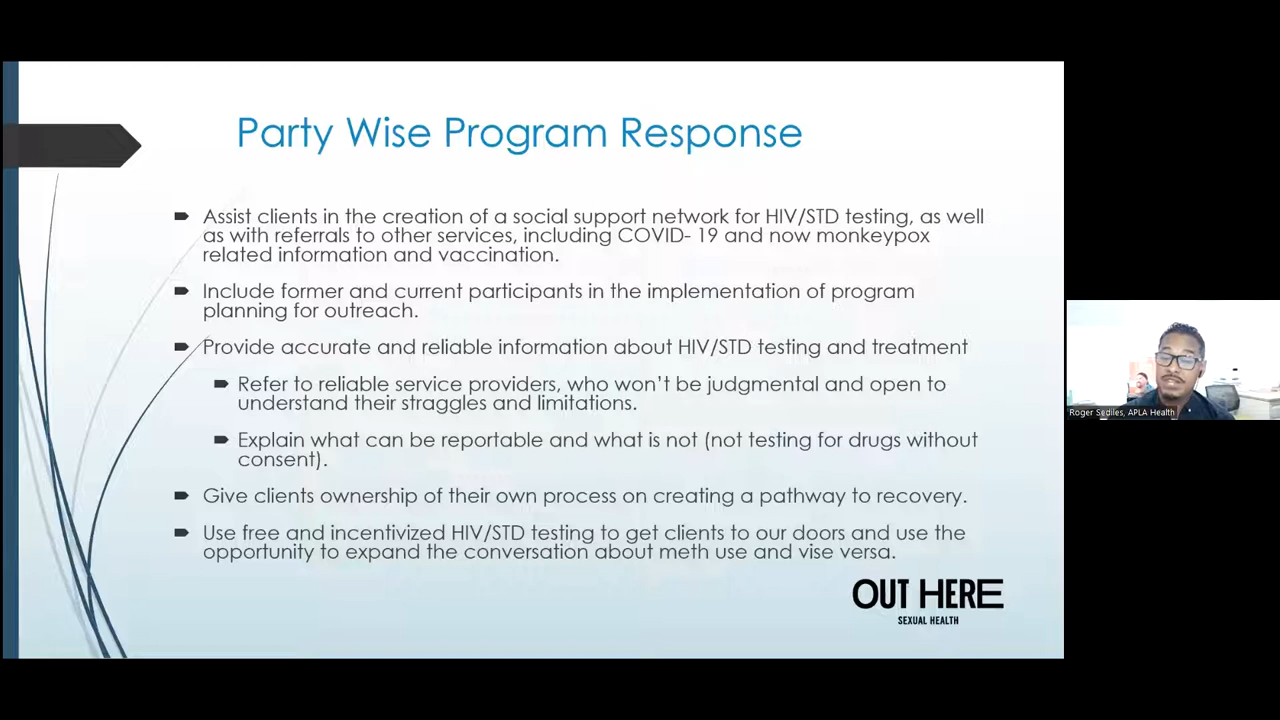 Party Wise Program Response
Assist clients in the creation of a social support network for HIV/STD testing, as well
as with referrals to other services, including COVID- 19 and now monkeypox
related information and vaccination.
Include former and current participants in the implementation of program
planning for outreach.
Provide accurate and reliable information about HIV/STD testing and treatment
Refer to reliable service providers, who won't be judgmental and open to
understand their straggles and limitations.
Explain what can be reportable and what is not (not testing for drugs without
consent).
Give clients ownership of their own process on creating a pathway to recovery.
Use free and incentivized HIV/STD testing to get clients to our doors and use the
opportunity to expand the conversation about meth use and vise versa.
OUT HERE
SEXUAL HEALTH
Roger Sediles, APLA Health